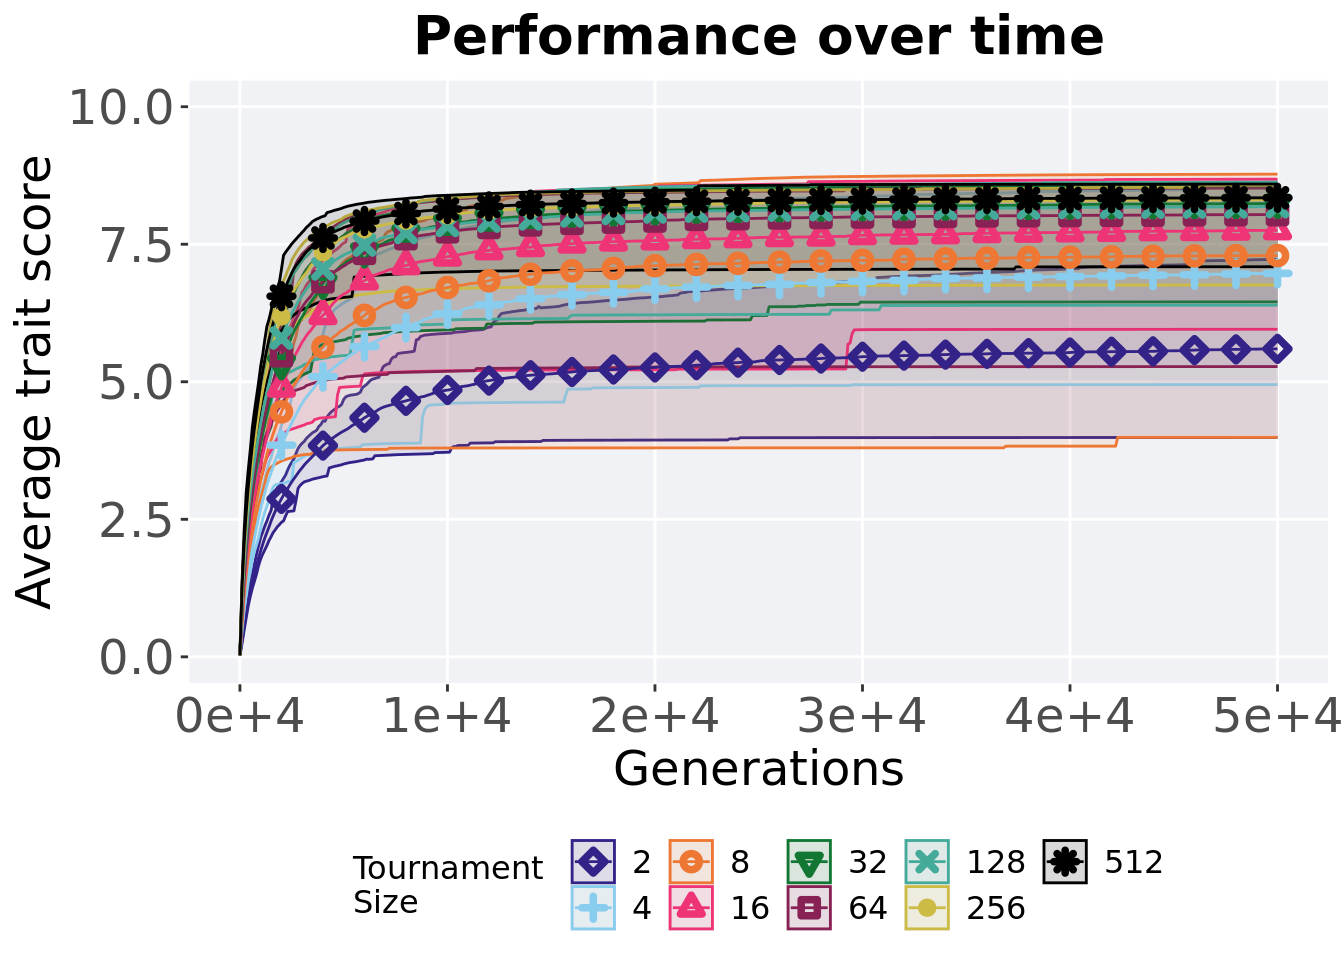 Performance over time
Average trait score
10.0
7.5
5.0
2.5
0.0
0e+4 1e+4 2e+4 3e+4 4e+4 5e+4
Generations
Tournament
Size
2 8 32 128 512
4 16 64 256